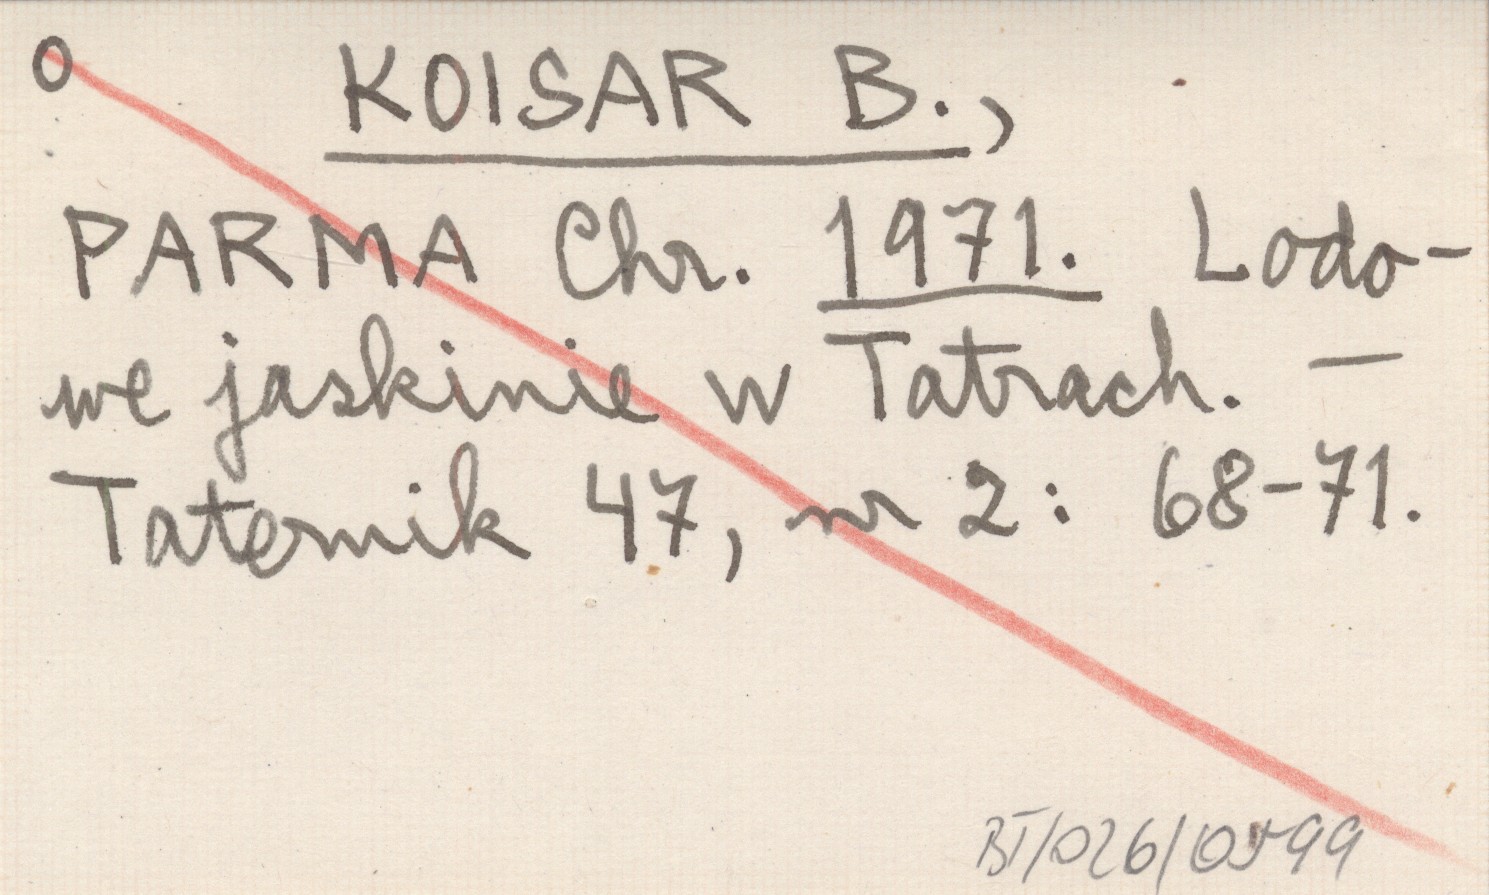 O KOISAR B.,
PARMA Chr. 1971. Lodo-
we jaskinie w Tatrach. —
Taternik 47, nr 2: 68-71.
BT/026/0599